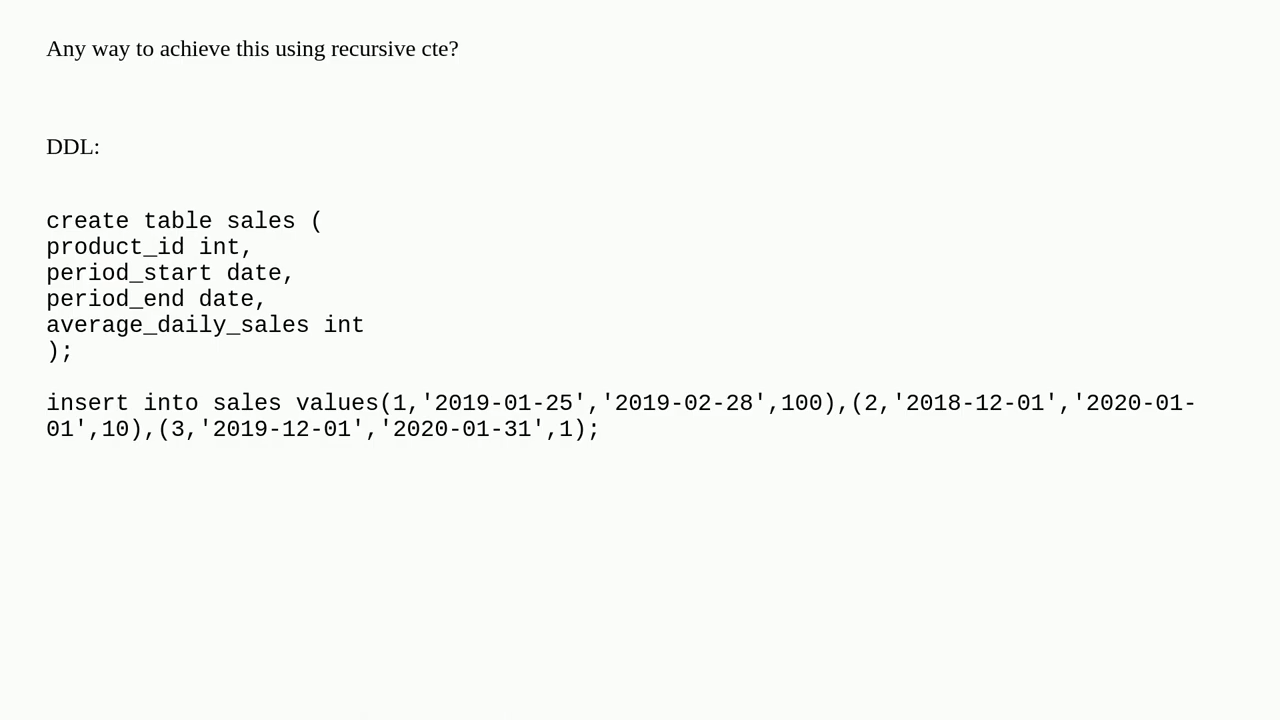 Any way to achieve this using recursive cte?
DDL:
create table sales (
product_id int,
period_start date,
period_end date,
average_daily_sales int
);
insert into sales values(1,'2019-01-25','2019-02-28',100),(2,'2018-12-01','2020-01-
01',10),(3,'2019-12-01','2020-01-31',1);